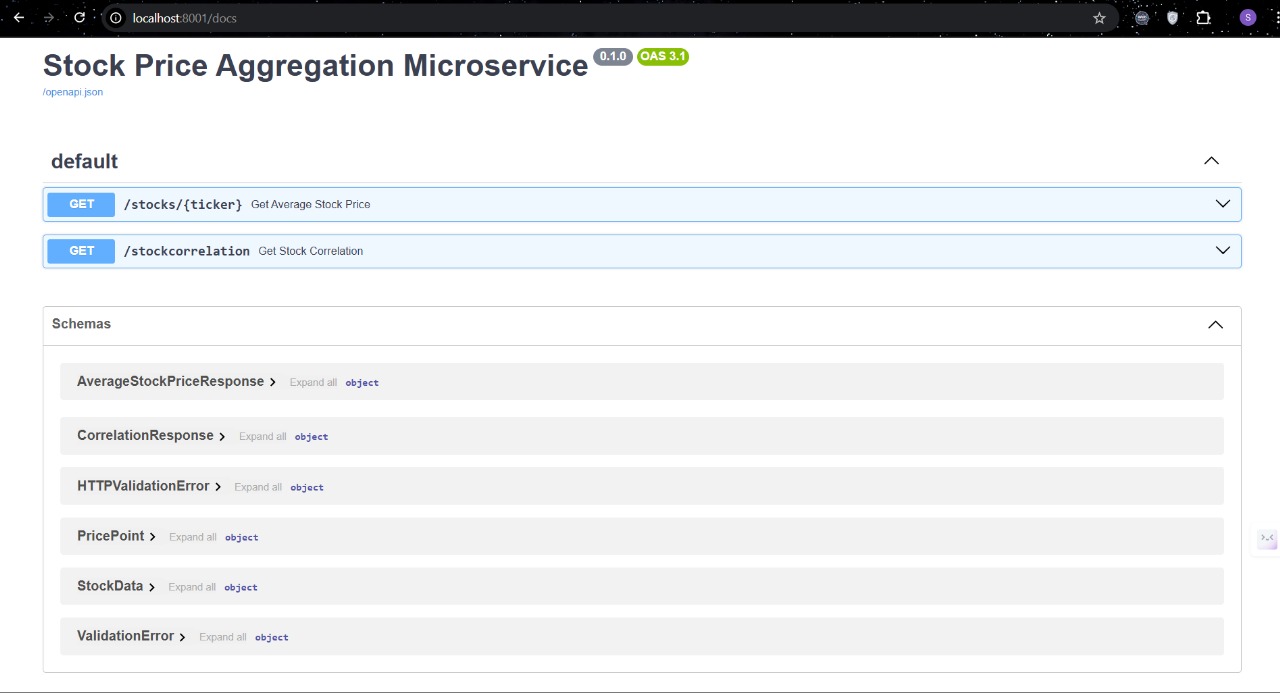 localhost:8001/docs
S
Stock Price Aggregation Microservice 0.1.0 OAS 3.1
/openapi.json
default
GET /stocks/{ticker} Get Average Stock Price
GET /stockcorrelation Get Stock Correlation
Schemas
AverageStockPriceResponse Expand all object
CorrelationResponse Expand all object
HTTPValidationError Expand all object
PricePoint Expand all object
StockData Expand all object
ValidationError Expand all object